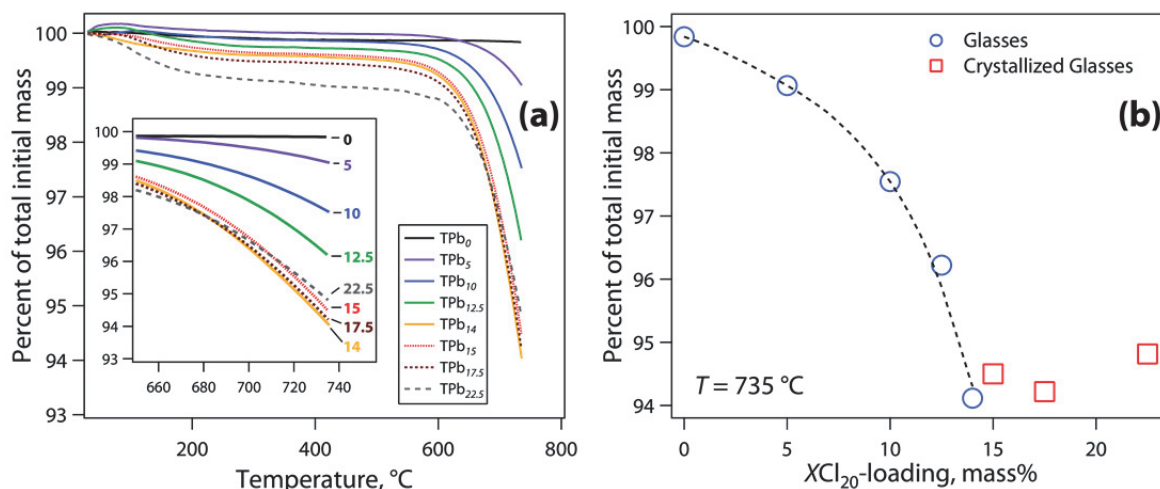 100
99
98
97
96
95
94
93
Percent of total initial mass
(a)
100
99
98
97
96
95
94
93
0
5
10
12.5
22.5
15
17.5
14
660
680
700
720
740
TPb0
TPb5
TPb10
TPb12.5
TPb14
TPb15
TPb17.5
TPb22.5
200
400
600
800
Temperature, °C
100
99
98
97
96
95
94
Percent of total initial mass
Glasses
Crystallized Glasses
(b)
T = 735 °C
0
5
10
15
20
XCl20-loading, mass%